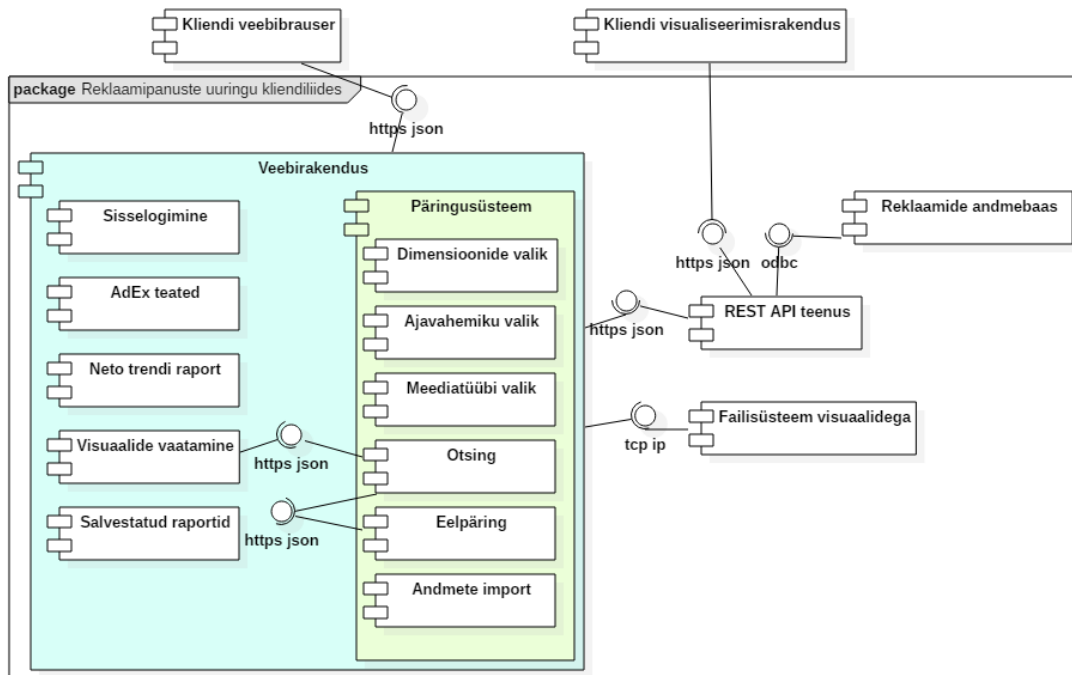 Kliendi veebibrauser
Kliendi visualiseerimisrakendus
package Reklaamipanuste uuringu kliendiliides
https json
Veebirakendus
Sisselogimine
AdEx teated
Neto trendi raport
Visuaalide vaatamine
Salvestatud raportid
https json
https json
Päringusüsteem
Dimensioonide valik
Ajavahemiku valik
Meediatüübi valik
Otsing
Eelpäring
Andmete import
https json
odbc
Reklaamide andmebaas
https json
REST API teenus
tcp ip
Failisüsteem visuaalidega